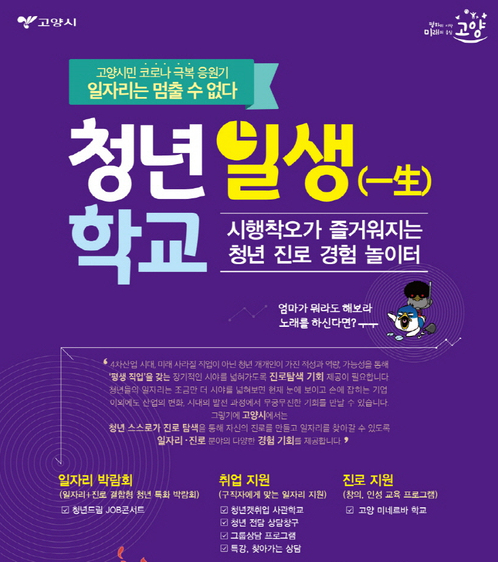 고양시
일자리의 시작
미래의 중심
고양
고양시민 코로나 극복 응원기
일자리는 멈출 수 없다
청년 일생(一生)
학교
시행착오가 즐거워지는
청년 진로 경험 놀이터
엄마가 뭐라도 해보라
노래를 하신다면?
“ 4차산업 시대, 미래 사라질 직업이 아닌 청년 개개인이 가진 적성과 역량, 가능성을 통해
'평생 직업'을 갖는 장기적인 시야를 넓혀가도록 진로탐색 기회 제공이 필요합니다
청년들의 일자리는 조금만 더 시야를 넓혀보면 현재 눈에 보이고 손에 잡히는 기업
이외에도 산업의 변화, 시대의 발전 과정에서 무궁무진한 기회를 만날 수 있습니다
그렇기에 고양시에서는
청년 스스로가 진로 탐색을 통해 자신의 진로를 만들고 일자리를 찾아갈 수 있도록
일자리·진로 분야의 다양한 경험 기회를 제공합니다 ”
일자리 박람회
(일자리+진로 결합형 청년 특화 박람회)
☑ 청년드림 JOB콘서트
취업 지원
(구직자에게 맞는 일자리 지원)
☑ 청년겟취업 사관학교
☑ 청년 전담 상담창구
☑ 그룹상담 프로그램
☑ 특강, 찾아가는 상담
진로 지원
(창의, 인성 교육 프로그램)
☑ 고양 미네르바 학교